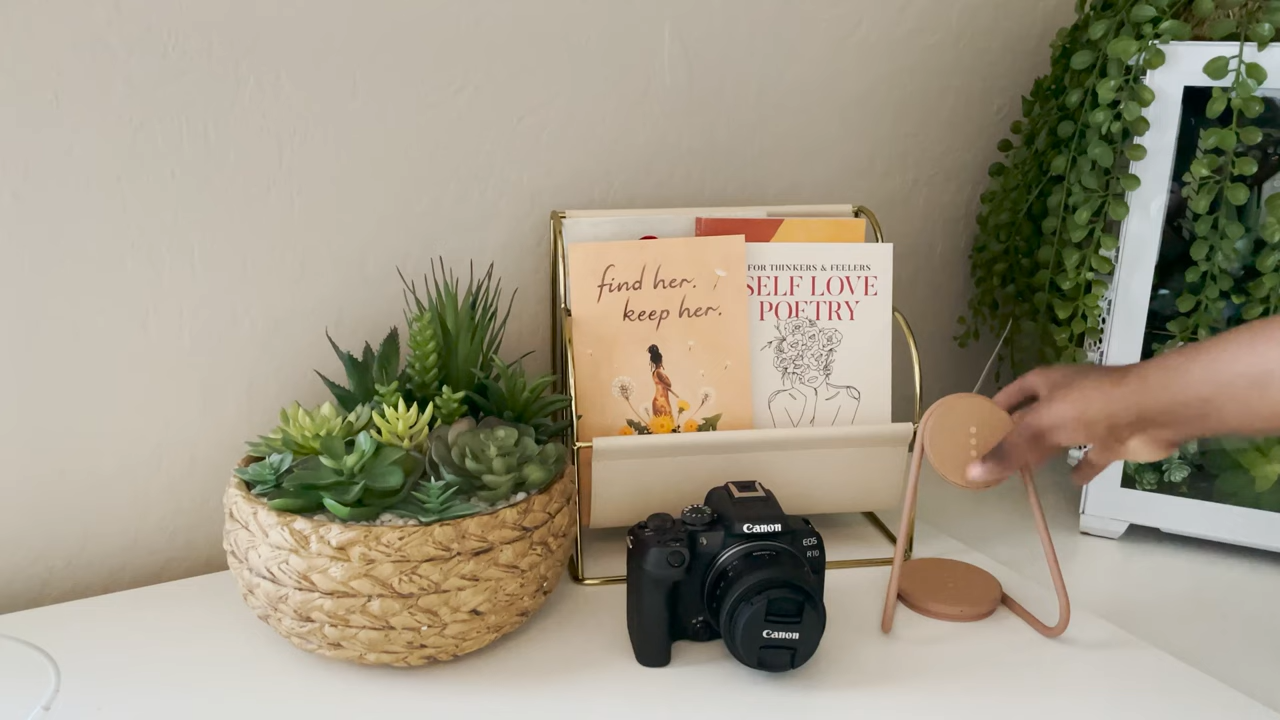 find her.
keep her.
FOR THINKERS & FEELERS
SELF LOVE
POETRY
Canon
EOS
R10
Canon